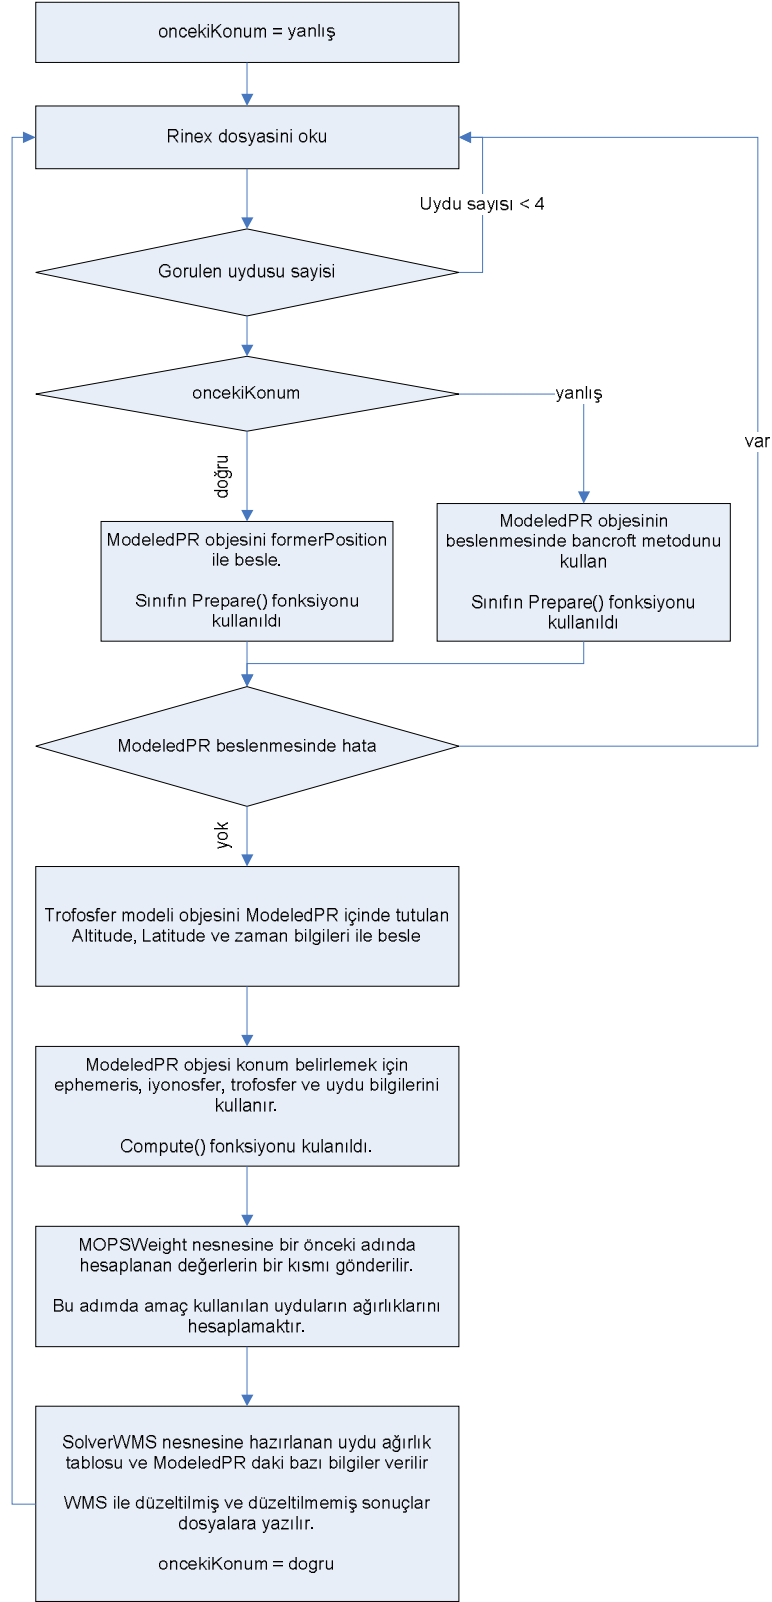 oncekiKonum = yanlış
Rinex dosyasini oku
Uydu sayısı < 4
Gorulen uydusu sayisi
oncekiKonum
yanlış
var
doğru
ModeledPR objesini formerPosition
ile besle.
Sınıfın Prepare() fonksiyonu
kullanıldı
ModeledPR objesinin
beslenmesinde bancroft metodunu
kullan
Sınıfın Prepare() fonksiyonu
kullanıldı
ModeledPR beslenmesinde hata
yok
Trofosfer modeli objesini ModeledPR içinde tutulan
Altitude, Latitude ve zaman bilgileri ile besle
ModeledPR objesi konum belirlemek için
ephemeris, iyonosfer, trofosfer ve uydu bilgilerini
kullanır.
Compute() fonksiyonu kulanıldı.
MOPSWeight nesnesine bir önceki adında
hesaplanan değerlerin bir kısmı gönderilir.
Bu adımda amaç kullanılan uyduların ağırlıklarını
hesaplamaktır.
SolverWMS nesnesine hazırlanan uydu ağırlık
tablosu ve ModeledPR daki bazı bilgiler verilir
WMS ile düzeltilmiş ve düzeltilmemiş sonuçlar
dosyalara yazılır.
oncekiKonum = dogru